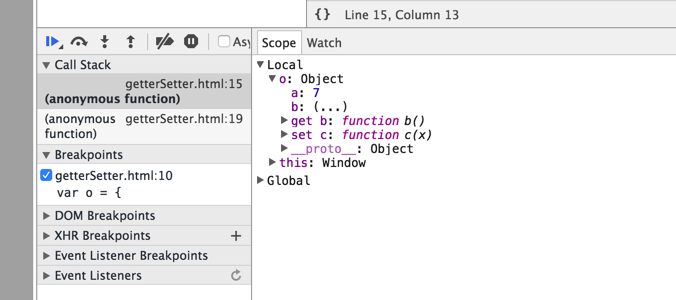 {} Line 15, Column 13
Asy
Call Stack
getterSetter.html:15
(anonymous function)
(anonymous getterSetter.html:19
function)
Breakpoints
getterSetter.html:10
var o = {
DOM Breakpoints
XHR Breakpoints +
Event Listener Breakpoints
Event Listeners
Scope Watch
Local
o: Object
a: 7
b: (...)
get b: function b()
set c: function c(x)
__proto__: Object
this: Window
Global